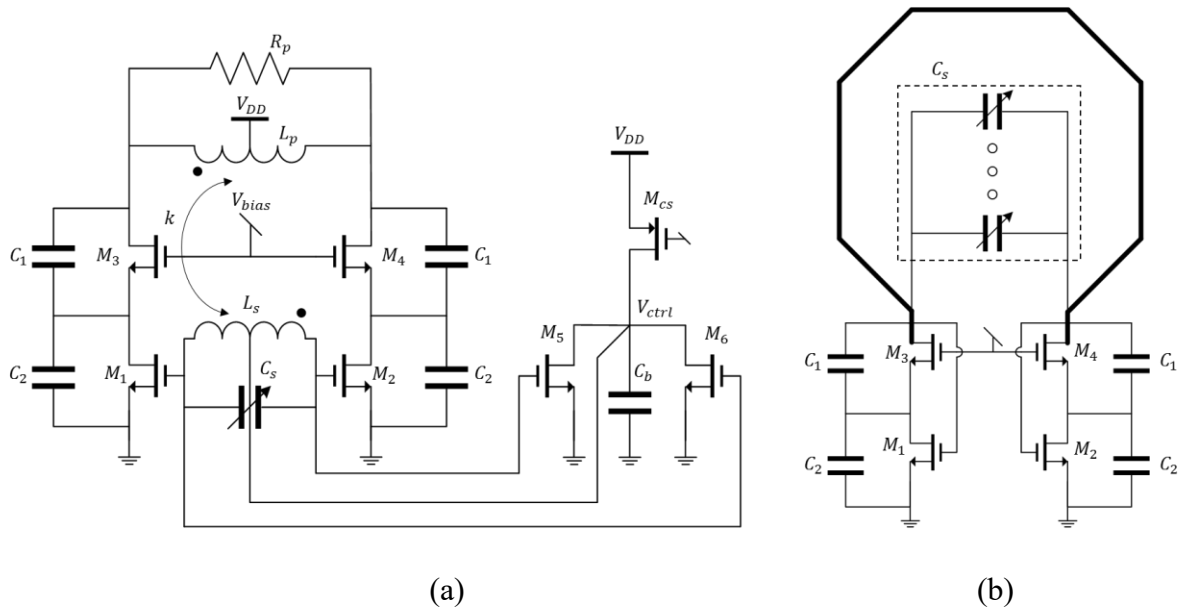 R_p
V_DD
L_p
V_bias
k
C_1
M_3
M_4
C_1
L_s
C_2
M_1
C_s
M_2
C_2
V_DD
M_cs
V_ctrl
M_5
M_6
C_b
(a)
C_s
C_1
M_3
M_4
C_1
C_2
M_1
M_2
C_2
(b)